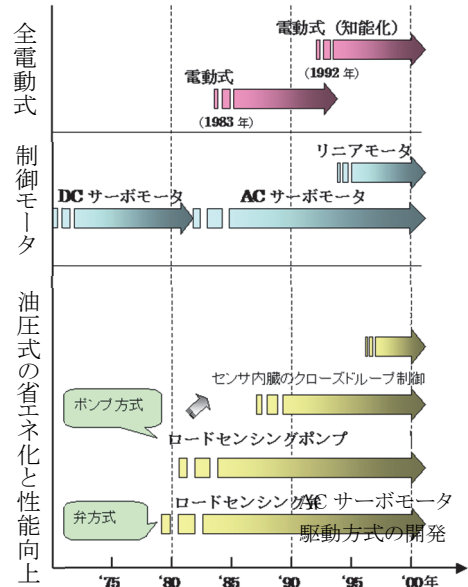 全電動式
電動式（知能化）
（1992 年）
電動式
（1983 年）
制御モータ
リニアモータ
DC サーボモータ
AC サーボモータ
油圧式の省エネ化と性能向上
センサ内臓のクローズドループ制御
ポンプ方式
ロードセンシングポンプ
ロードセンシング弁
AC サーボモータ
駆動方式の開発
弁方式
'75 '80 '85 '90 '95 '00年